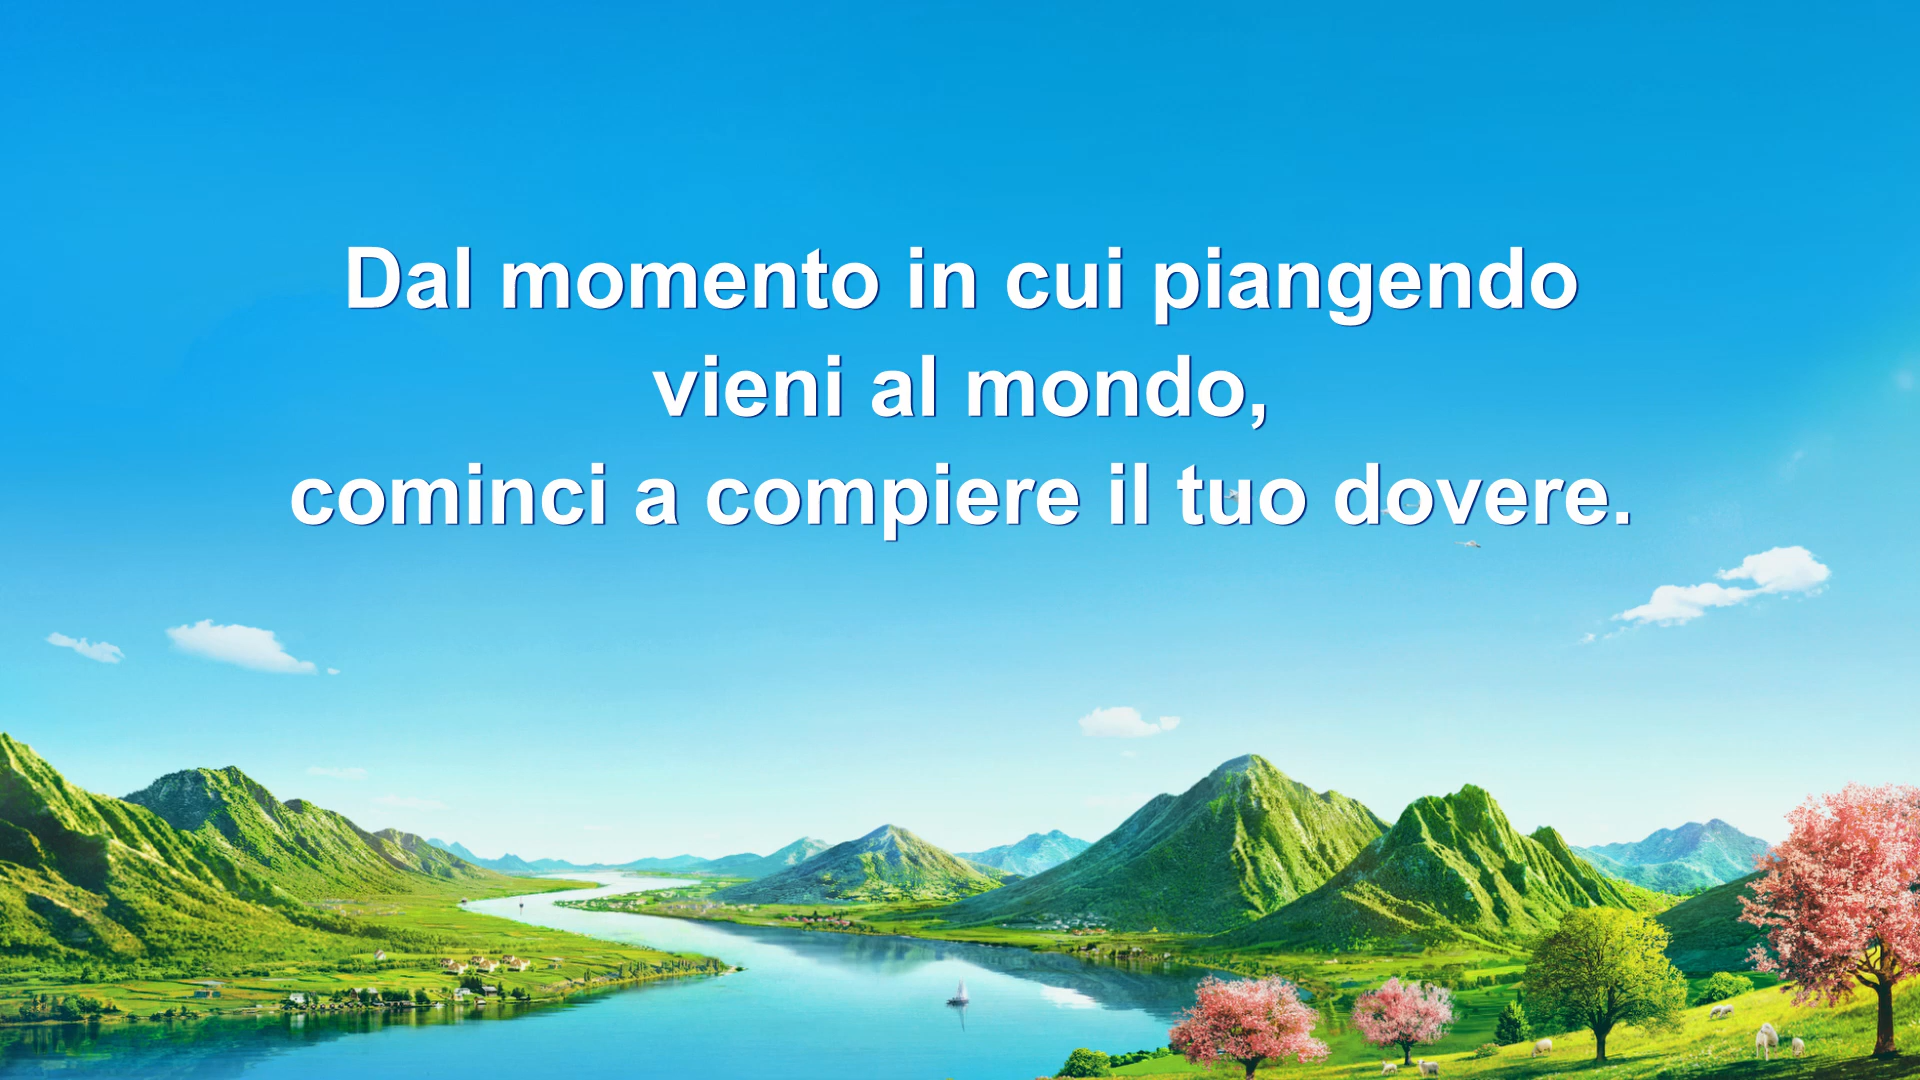 Dal momento in cui piangendo
vieni al mondo,
cominci a compiere il tuo dovere.